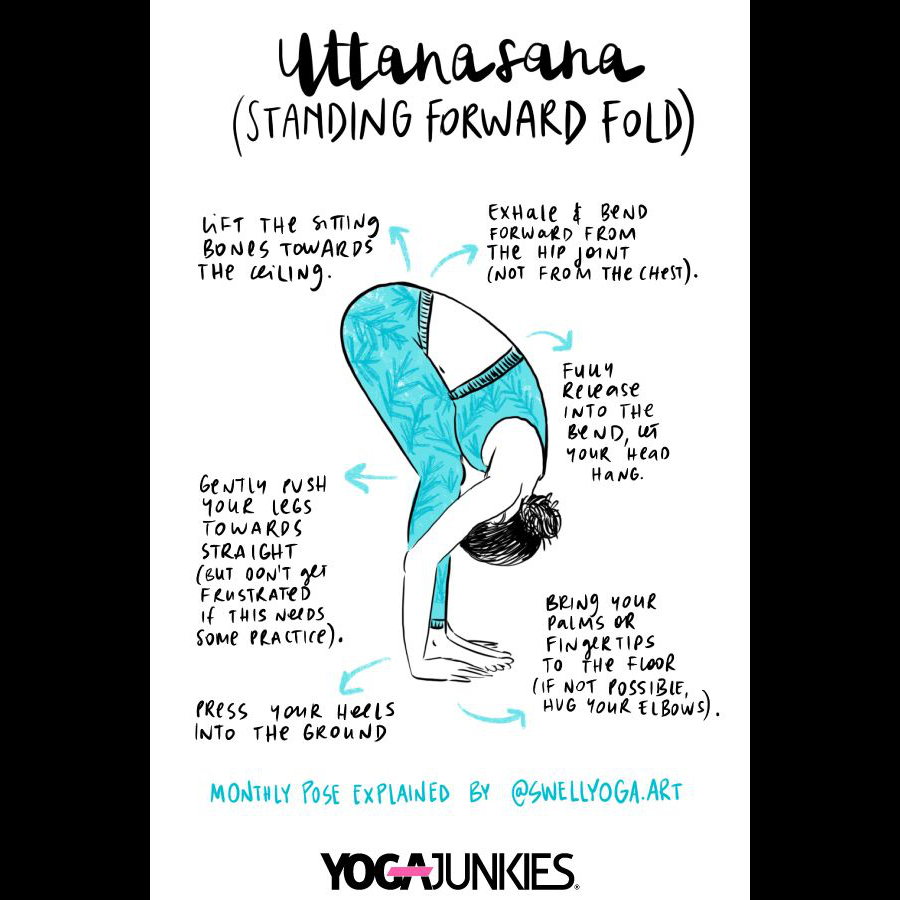 Uttanasana
(STANDING FORWARD FOLD)
LIFT THE SITTING
BONES TOWARDS
THE CEILING.
EXHALE & BEND
FORWARD FROM
THE HIP JOINT
(NOT FROM THE CHEST).
FULLY
RELEASE
INTO THE
BEND, LET
YOUR HEAD
HANG.
GENTLY PUSH
YOUR LEGS
TOWARDS
STRAIGHT
(BUT DON'T GET
FRUSTRATED
IF THIS NEEDS
SOME PRACTICE).
BRING YOUR
PALMS OR
FINGERTIPS
TO THE FLOOR
(IF NOT POSSIBLE,
HUG YOUR ELBOWS).
PRESS YOUR HEELS
INTO THE GROUND
MONTHLY POSE EXPLAINED BY @SWELLYOGA.ART
YOGAJUNKIES®